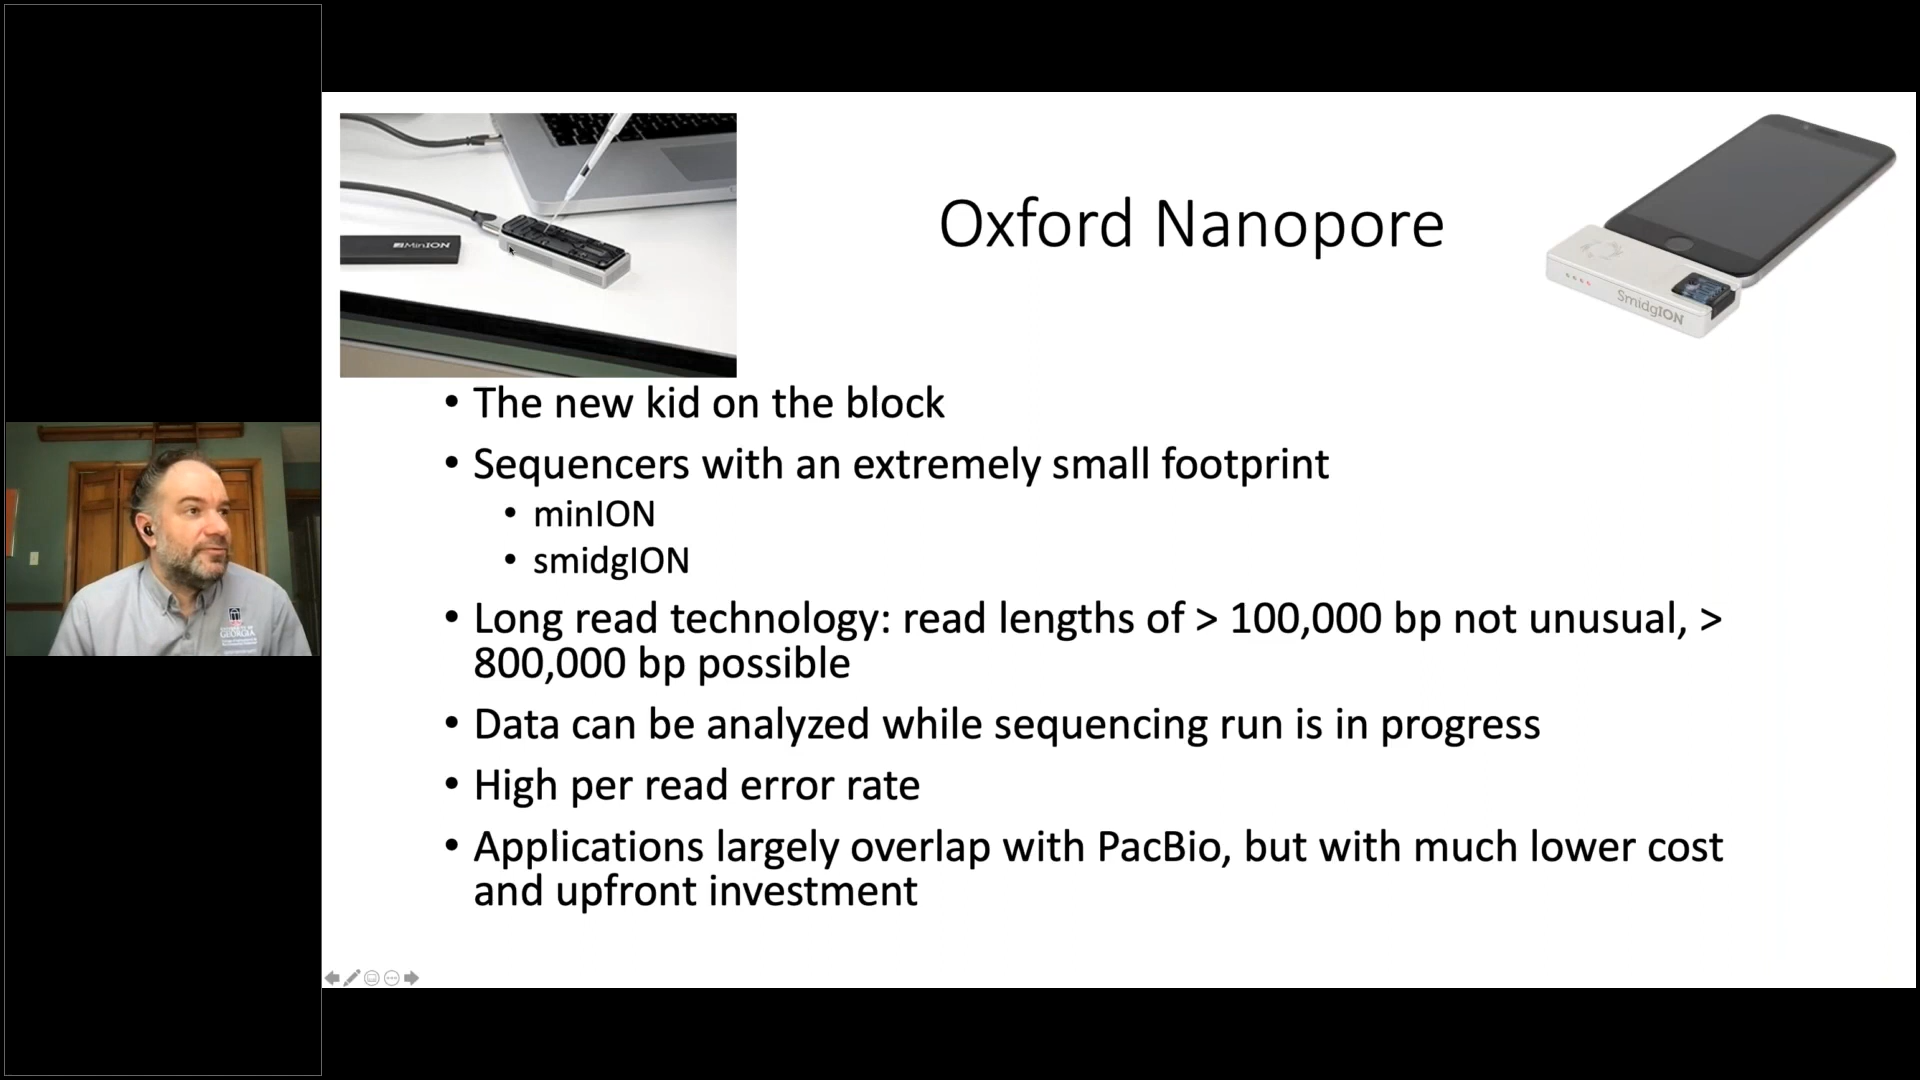 MinION
Oxford Nanopore
SmidgION
• The new kid on the block
• Sequencers with an extremely small footprint
• minION
• smidgION
• Long read technology: read lengths of > 100,000 bp not unusual, >
800,000 bp possible
• Data can be analyzed while sequencing run is in progress
• High per read error rate
• Applications largely overlap with PacBio, but with much lower cost
and upfront investment
GEORGIA